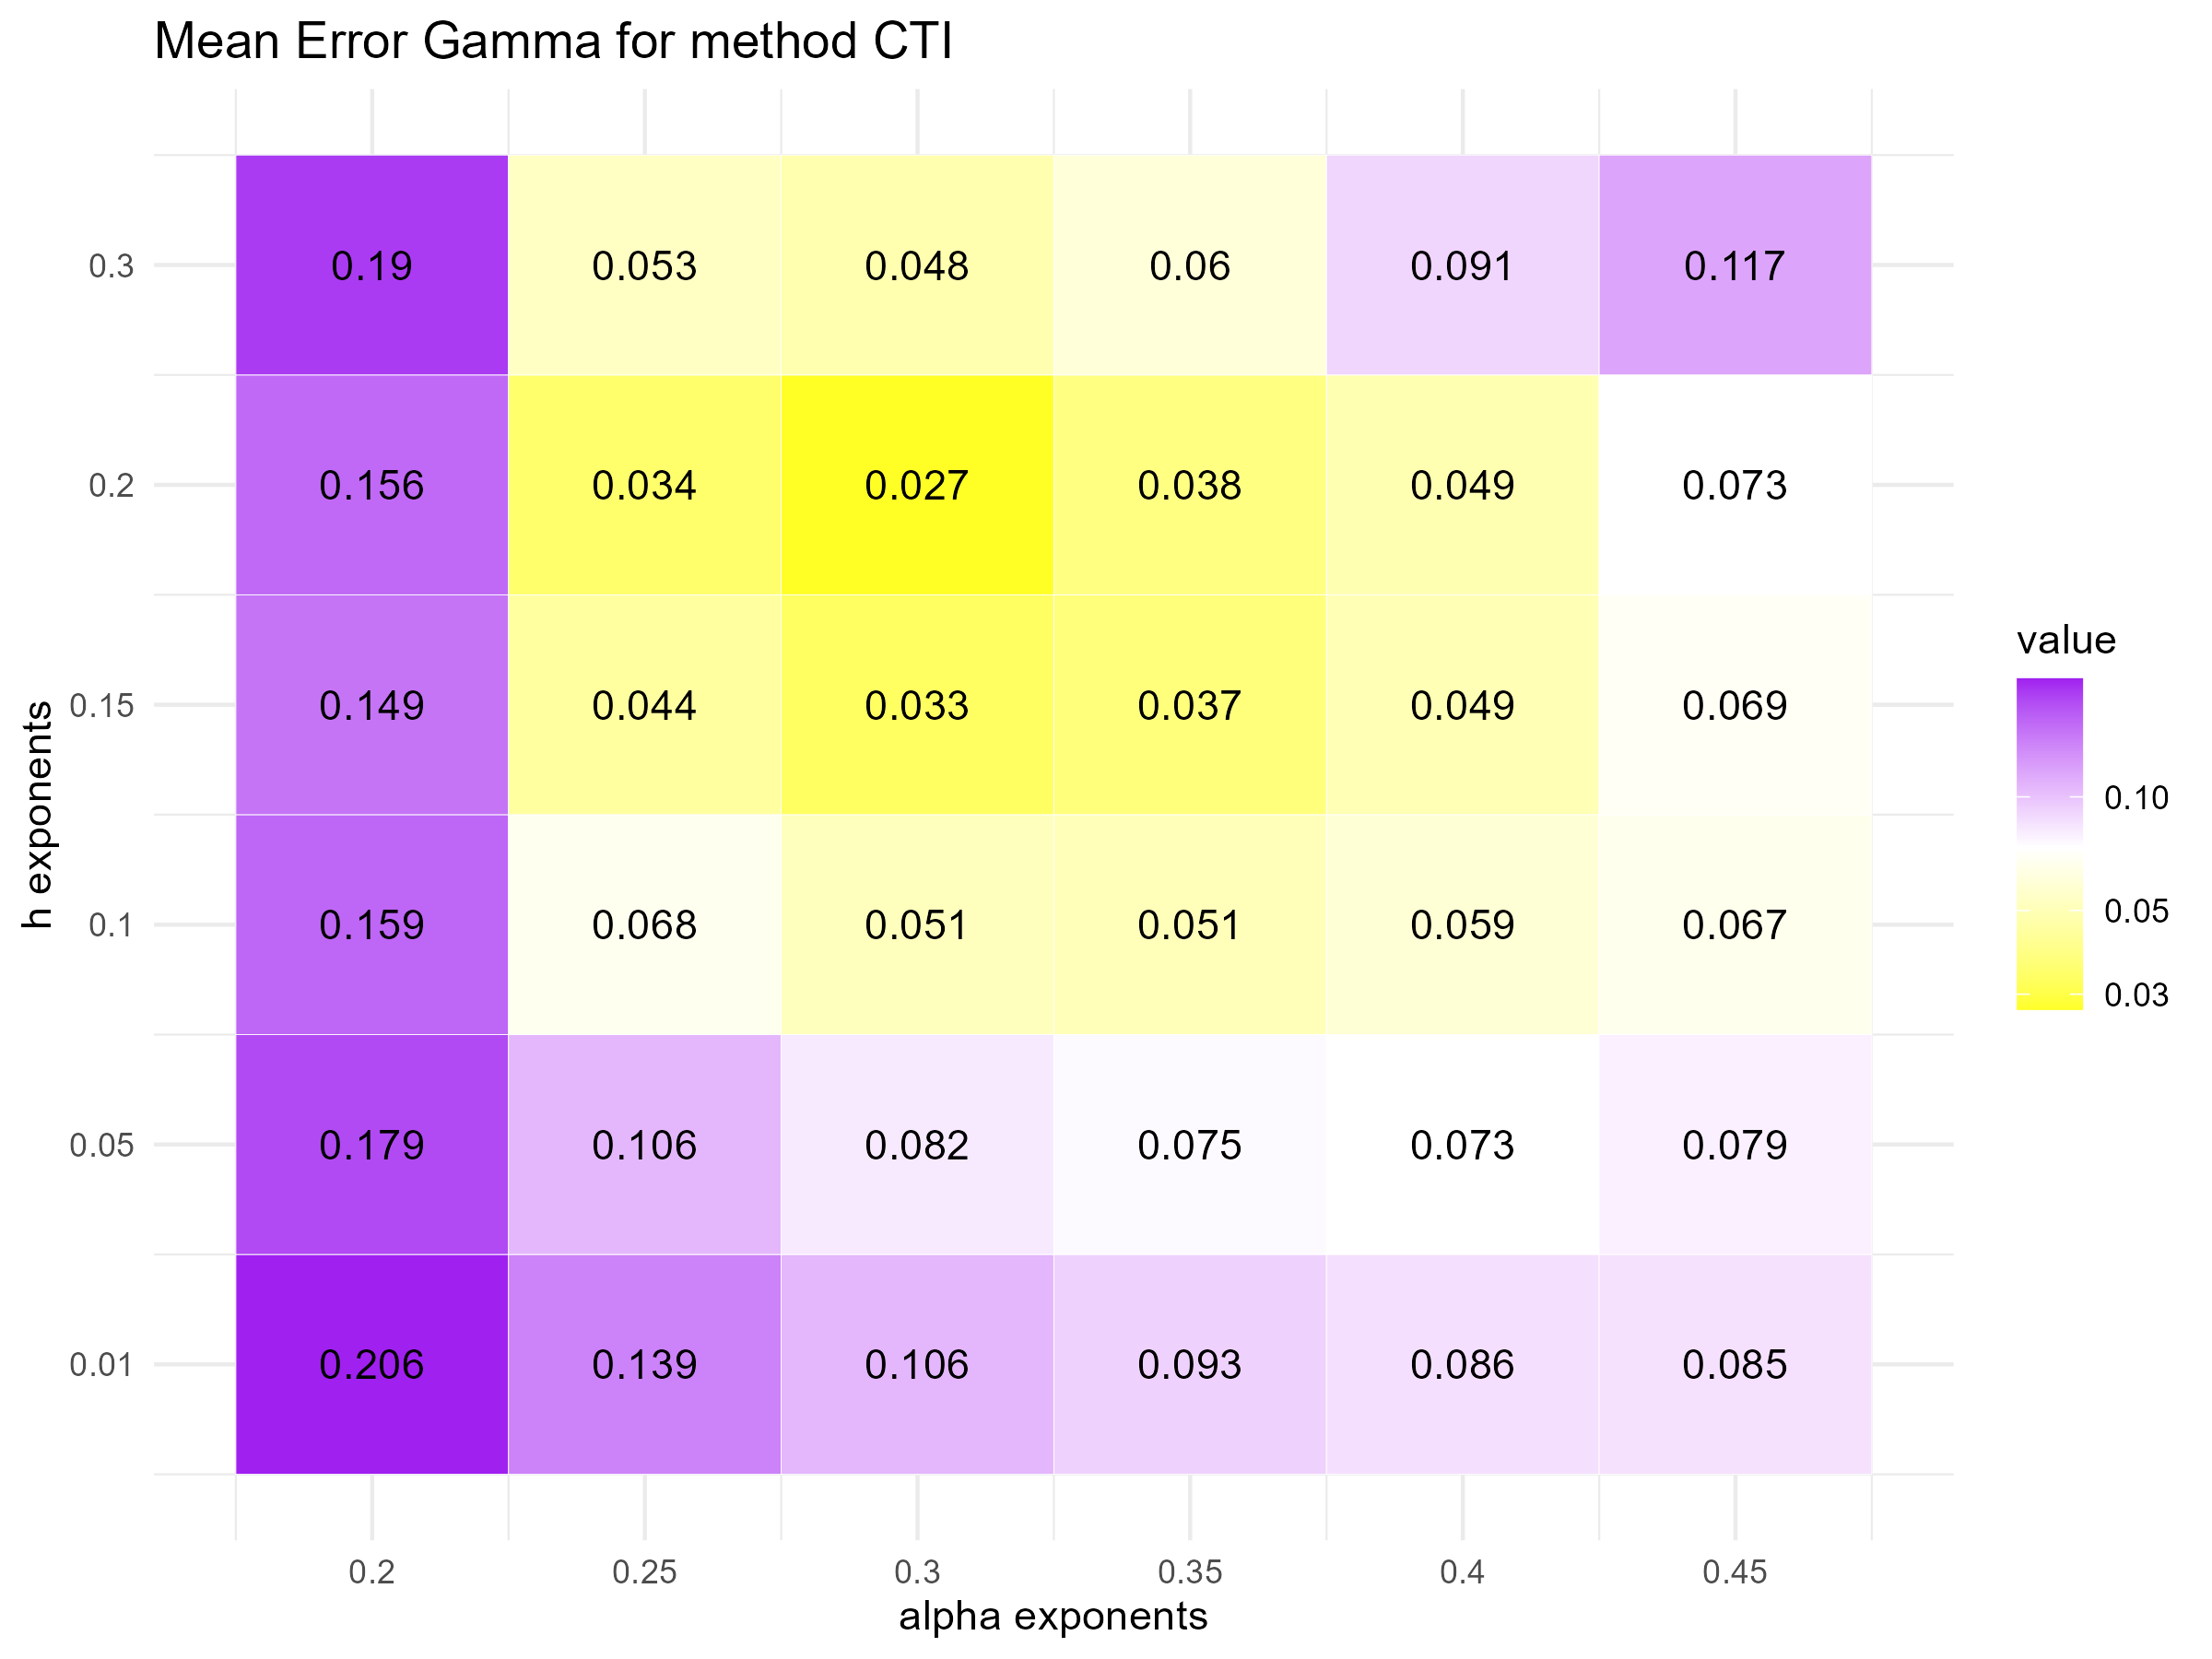 Mean Error Gamma for method CTI
h exponents
0.3 0.19 0.053 0.048 0.06 0.091 0.117
0.2 0.156 0.034 0.027 0.038 0.049 0.073
0.15 0.149 0.044 0.033 0.037 0.049 0.069
0.1 0.159 0.068 0.051 0.051 0.059 0.067
0.05 0.179 0.106 0.082 0.075 0.073 0.079
0.01 0.206 0.139 0.106 0.093 0.086 0.085
0.2 0.25 0.3 0.35 0.4 0.45
alpha exponents
value
0.10
0.05
0.03